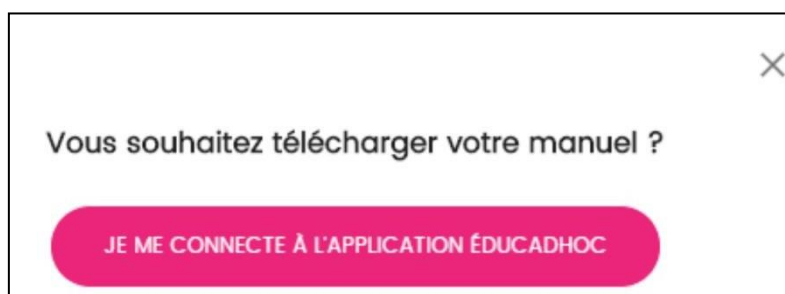 Vous souhaitez télécharger votre manuel ?
JE ME CONNECTE À L'APPLICATION ÉDUCADHOC